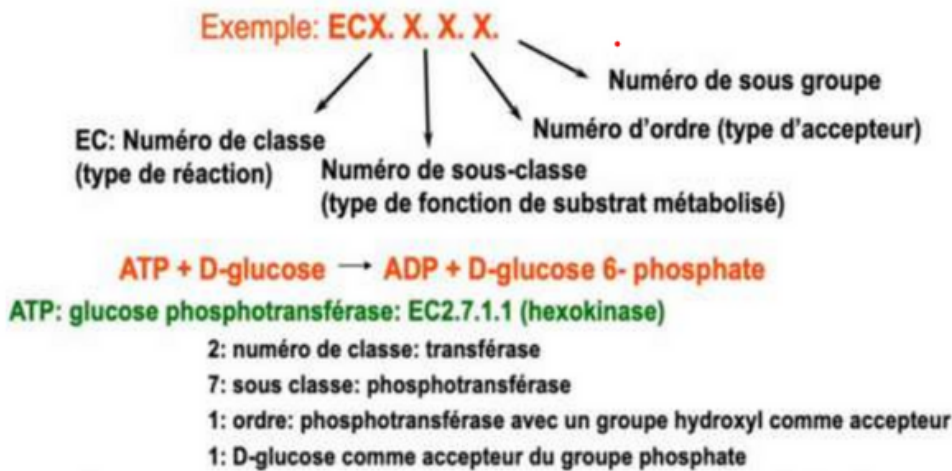 Exemple: ECX. X. X. X.
Numéro de sous groupe
Numéro d'ordre (type d'accepteur)
EC: Numéro de classe
(type de réaction)
Numéro de sous-classe
(type de fonction de substrat métabolisé)
ATP + D-glucose → ADP + D-glucose 6- phosphate
ATP: glucose phosphotransférase: EC2.7.1.1 (hexokinase)
2: numéro de classe: transférase
7: sous classe: phosphotransférase
1: ordre: phosphotransférase avec un groupe hydroxyl comme accepteur
1: D-glucose comme accepteur du groupe phosphate